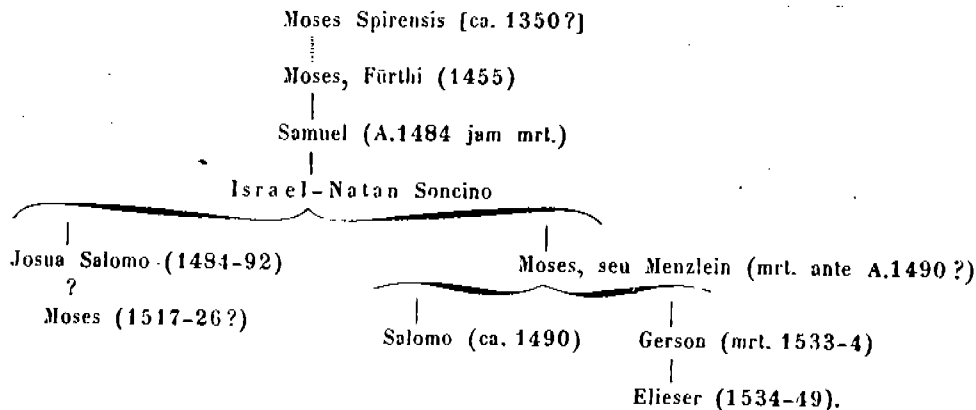 Moses Spirensis [ca. 1350?]
Moses, Fürthi (1455)
Samuel (A.1484 jam mrt.)
Israel-Natan Soncino
Josua Salomo (1484-92)
Moses, seu Menzlein (mrt. ante A.1490?)
?
Moses (1517-26?)
Salomo (ca. 1490)
Gerson (mrt. 1533-4)
Elieser (1534-49).